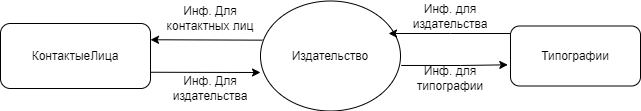 Инф. Для
контактных лиц
КонтактыеЛица
Инф. Для
издательства
Издательство
Инф. для
издательства
Инф. для
типографии
Типографии